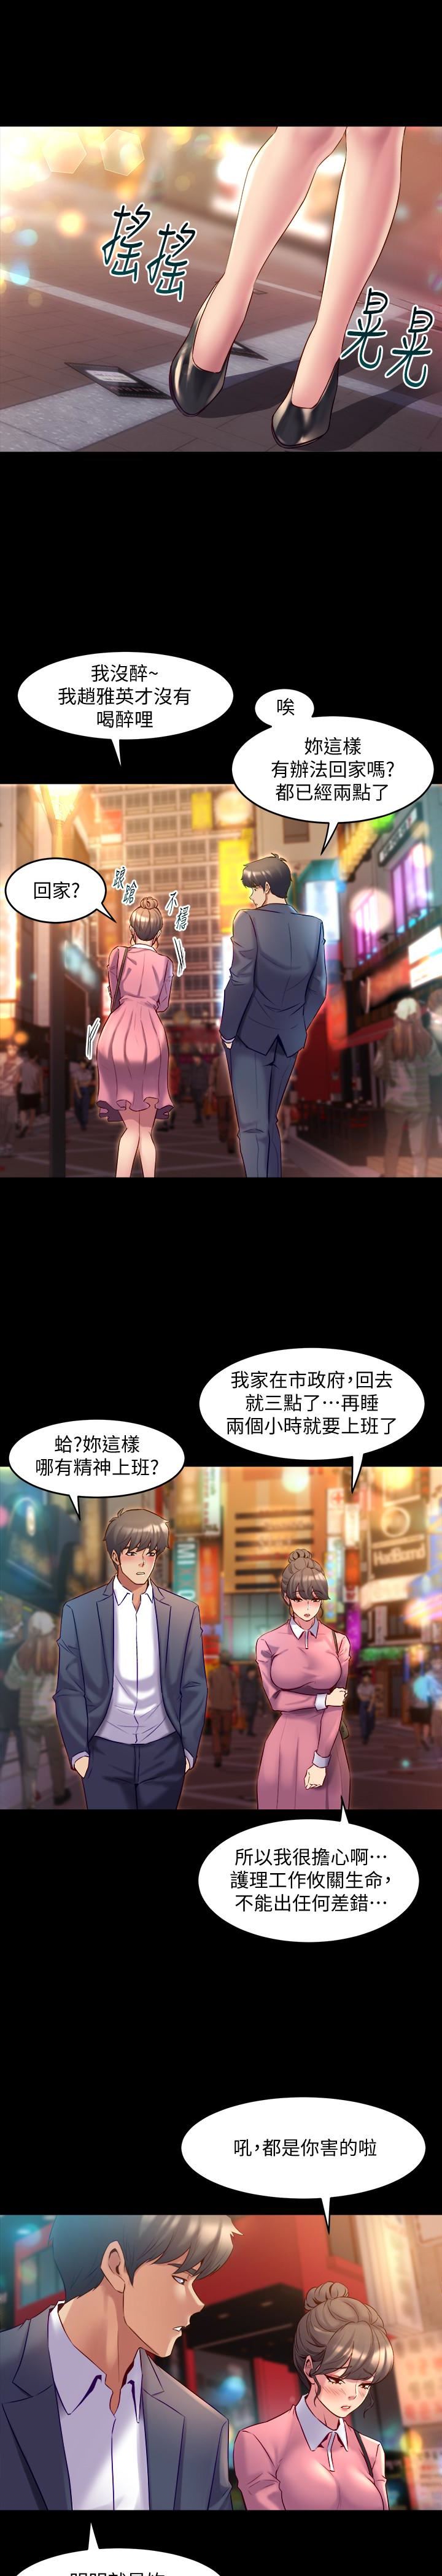 搖搖
晃晃
我沒醉~
我趙雅英才沒有
喝醉哩
唉
妳這樣
有辦法回家嗎?
都已經兩點了
回家?
踉蹌
不穩
我家在市政府，回去
就三點了…再睡
兩個小時就要上班了
蛤?妳這樣
哪有精神上班?
所以我很擔心啊…
護理工作攸關生命，
不能出任何差錯…
吼，都是你害的啦